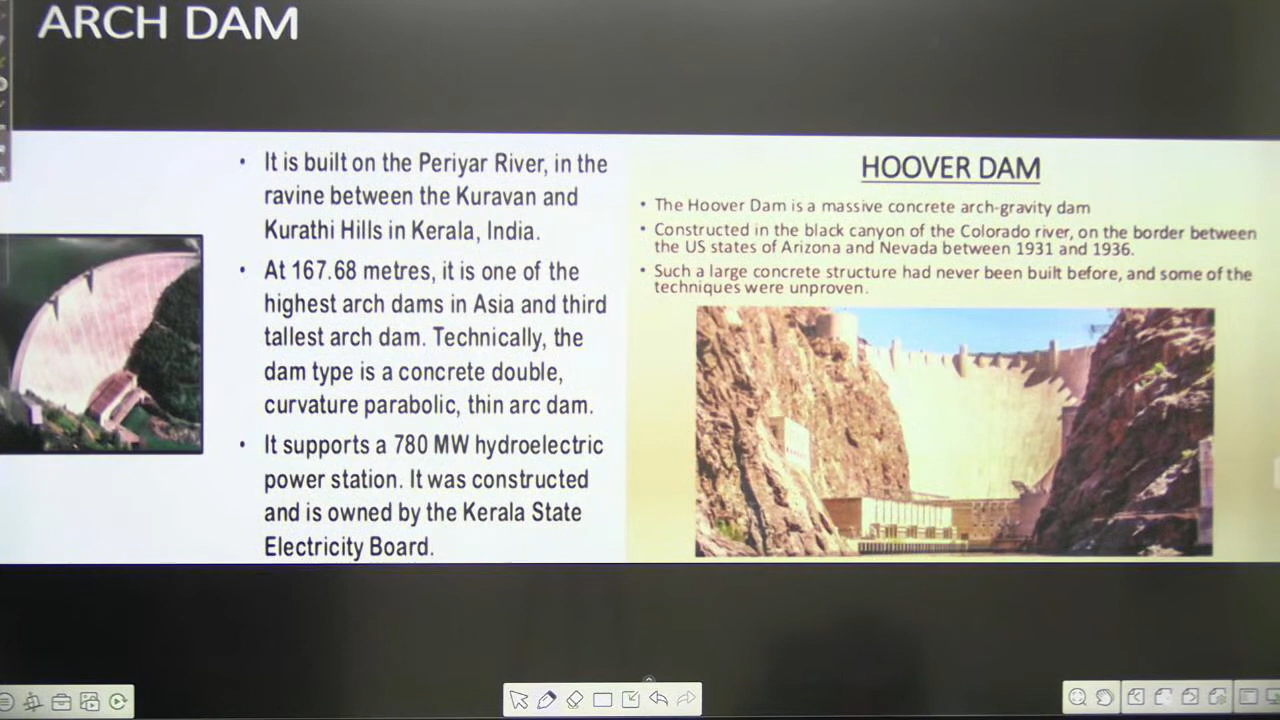 ARCH DAM
• It is built on the Periyar River, in the
ravine between the Kuravan and
Kurathi Hills in Kerala, India.
• At 167.68 metres, it is one of the
highest arch dams in Asia and third
tallest arch dam. Technically, the
dam type is a concrete double,
curvature parabolic, thin arc dam.
• It supports a 780 MW hydroelectric
power station. It was constructed
and is owned by the Kerala State
Electricity Board.
HOOVER DAM
• The Hoover Dam is a massive concrete arch-gravity dam
• Constructed in the black canyon of the Colorado river, on the border between
the US states of Arizona and Nevada between 1931 and 1936.
• Such a large concrete structure had never been built before, and some of the
techniques were unproven.